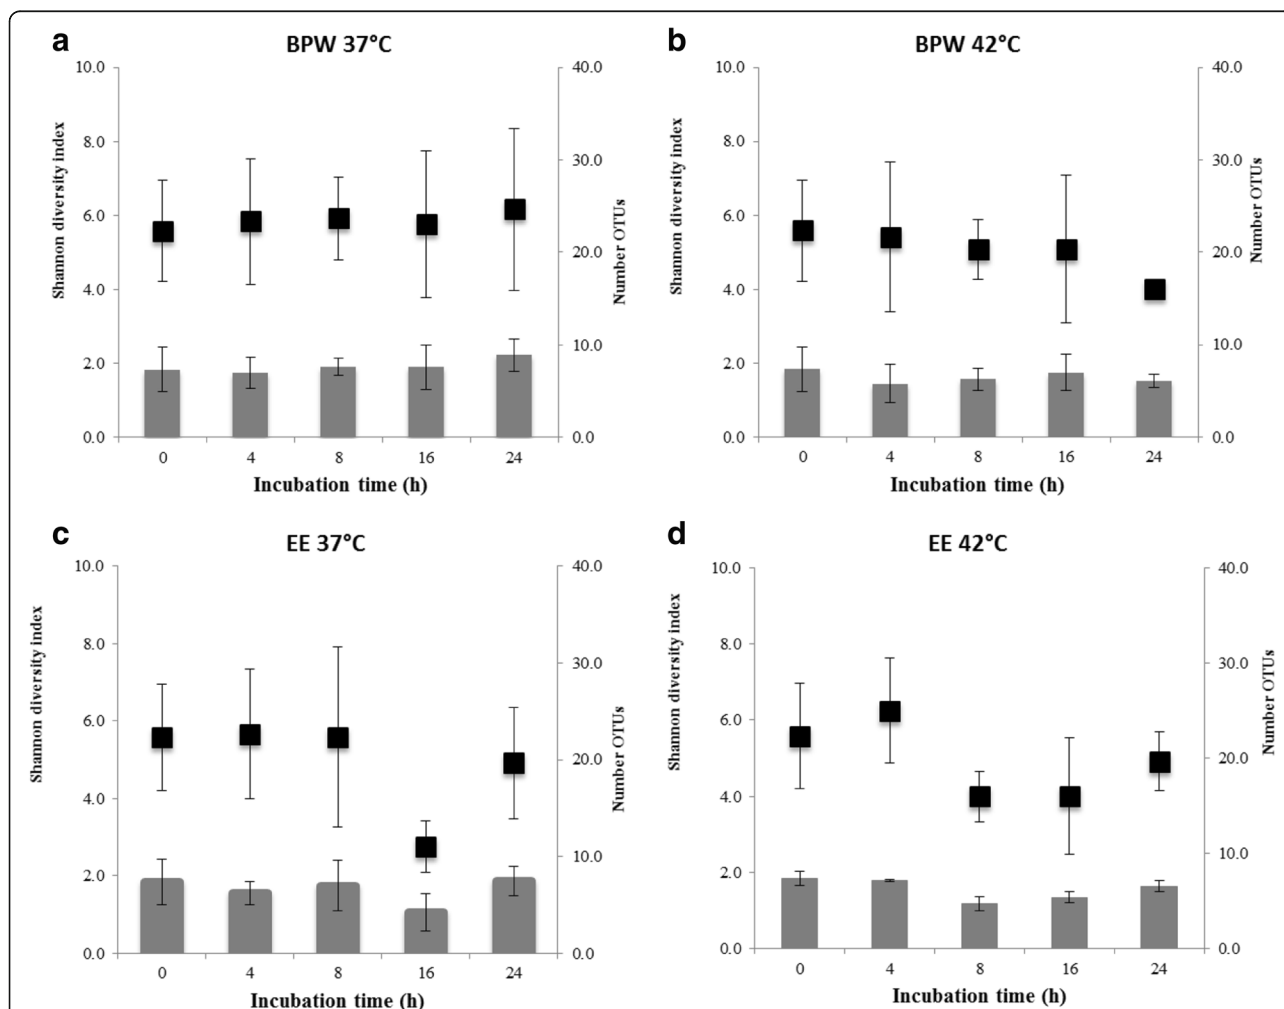 a
BPW 37°C
10.0
8.0
6.0
4.0
2.0
0.0
Shannon diversity index
40.0
30.0
20.0
10.0
0.0
Number OTUs
0 4 8 16 24
Incubation time (h)
b
BPW 42°C
10.0
8.0
6.0
4.0
2.0
0.0
Shannon diversity index
40.0
30.0
20.0
10.0
0.0
Number OTUs
0 4 8 16 24
Incubation time (h)
c
EE 37°C
10.0
8.0
6.0
4.0
2.0
0.0
Shannon diversity index
40.0
30.0
20.0
10.0
0.0
Number OTUs
0 4 8 16 24
Incubation time (h)
d
EE 42°C
10.0
8.0
6.0
4.0
2.0
0.0
Shannon diversity index
40.0
30.0
20.0
10.0
0.0
Number OTUs
0 4 8 16 24
Incubation time (h)